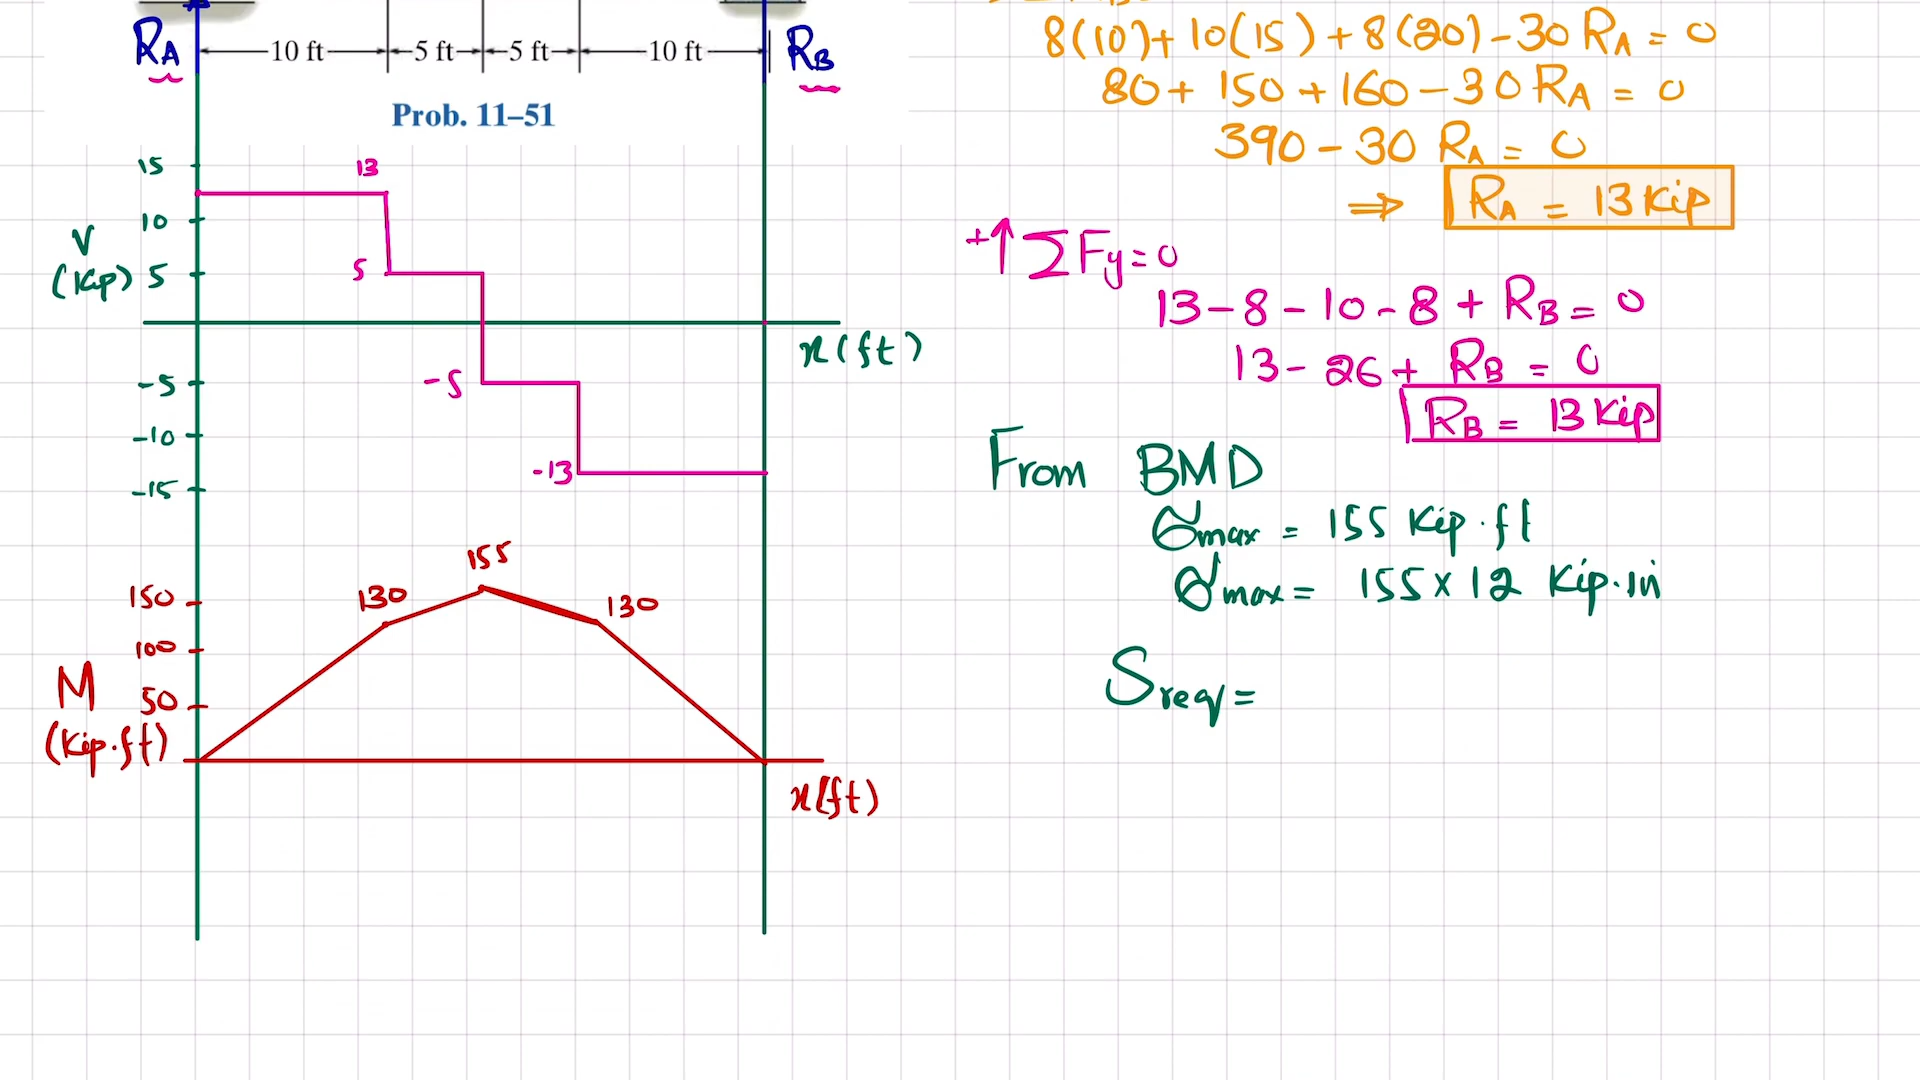 RA 10 ft 5 ft 5 ft 10 ft RB
Prob. 11–51
15
13
10
V
(Kip)
5
5
x(ft)
-5
-5
-10
-13
-15
155
150
130
130
100
M
50
(Kip.ft)
x(ft)
8(10)+ 10(15)+8(20)-30 RA = 0
80+ 150+160-30 RA = 0
390-30 RA = 0
⇒ RA = 13 Kip
+↑ ΣFy=0
13-8-10-8 + RB = 0
13-26+ RB = 0
RB = 13 Kip
From BMD
σmax = 155 Kip.ft
σmax = 155×12 Kip.in
Sreq =